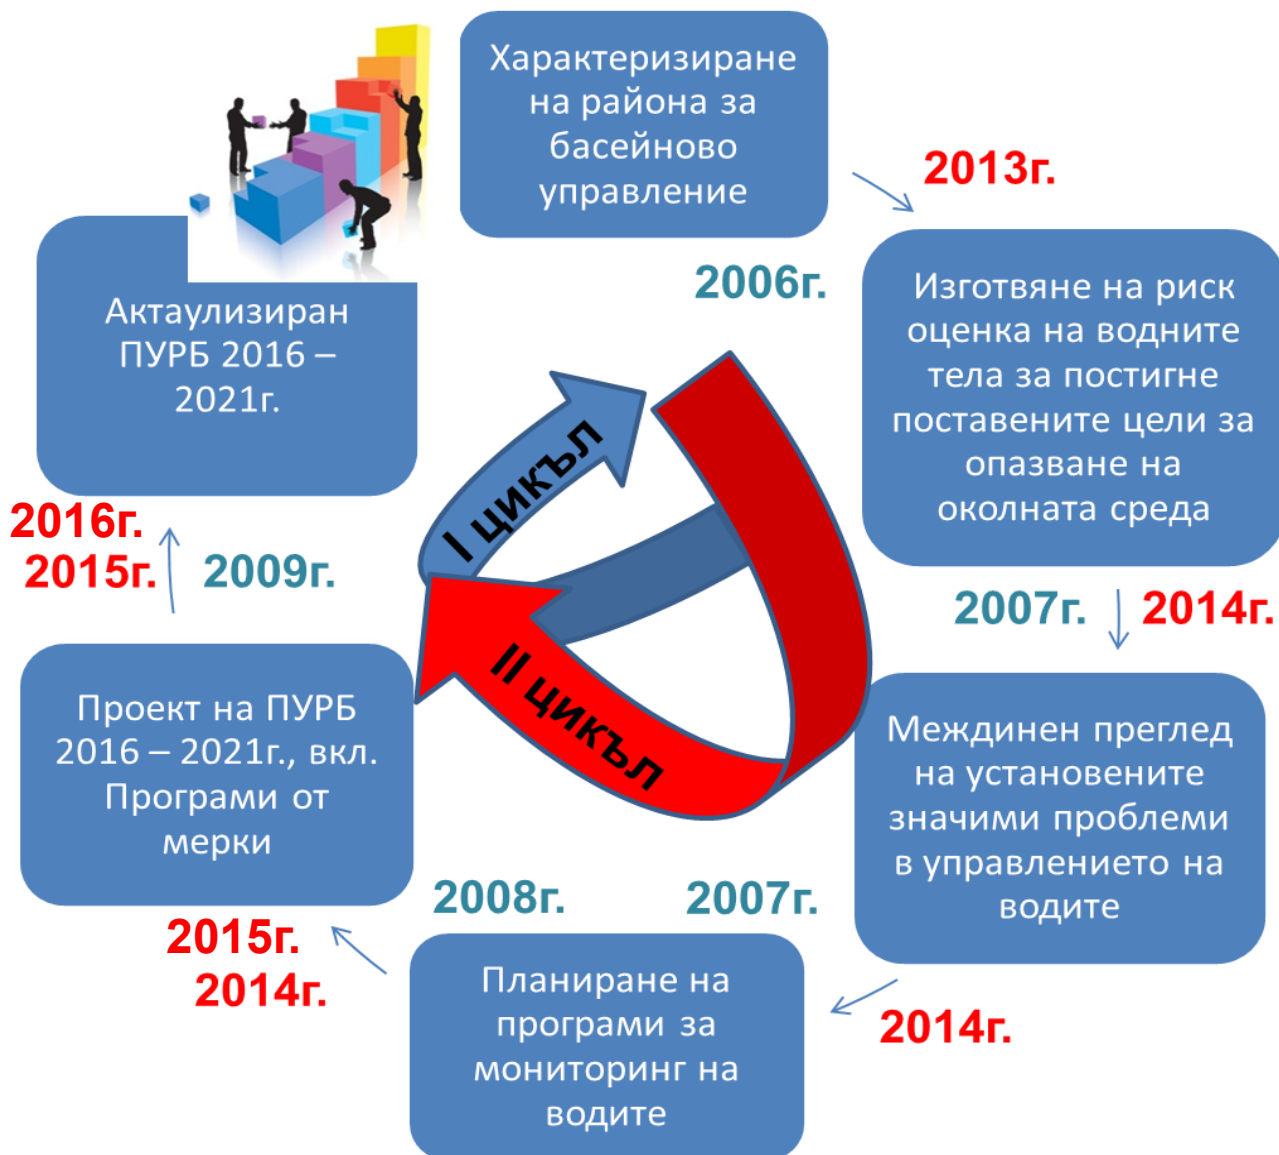 Характеризиране
на района за
басейново
управление
2013г.
2006г.
Изготвяне на риск
оценка на водните
тела за постигне
поставените цели за
опазване на
околната среда
2007г.
2014г.
Междинен преглед
на установените
значими проблеми
в управлението на
водите
2007г.
2014г.
Планиране на
програми за
мониторинг на
водите
2008г.
2015г.
2014г.
Проект на ПУРБ
2016 – 2021г., вкл.
Програми от
мерки
2009г.
2016г.
2015г.
Актаулизиран
ПУРБ 2016 –
2021г.
I цикъл
II цикъл